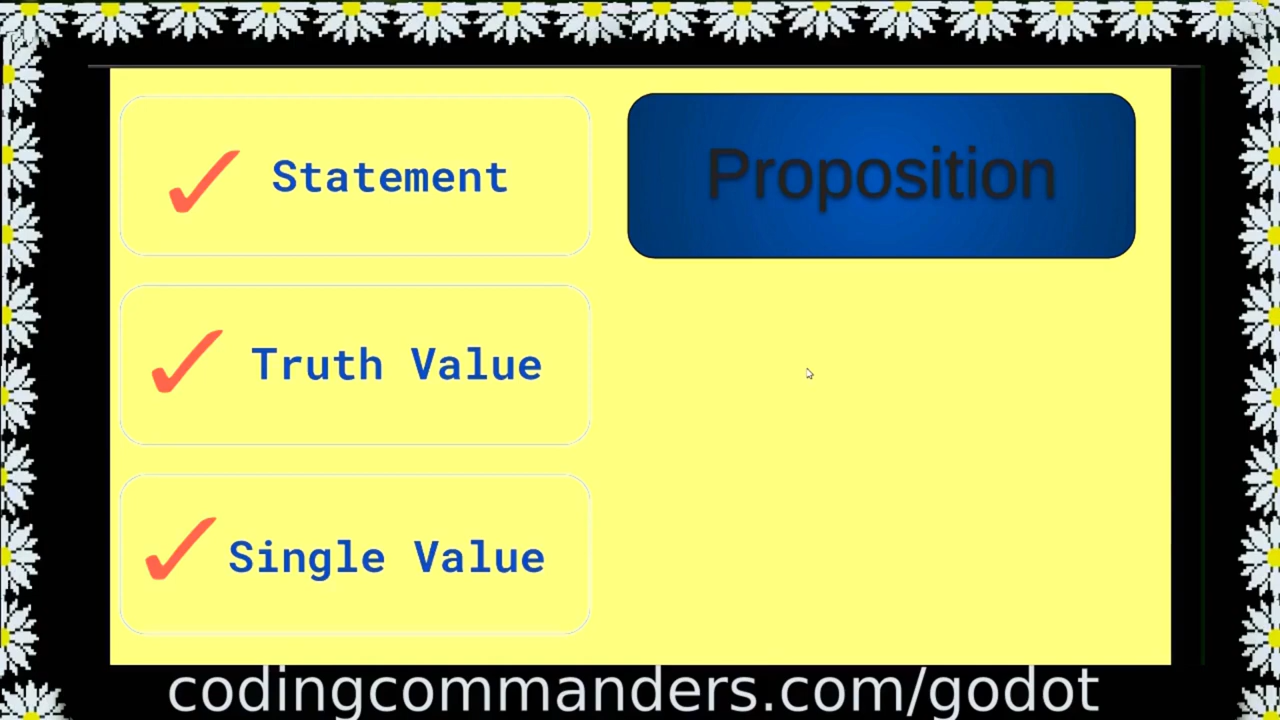 Statement
Proposition
Truth Value
Single Value
codingcommanders.com/godot